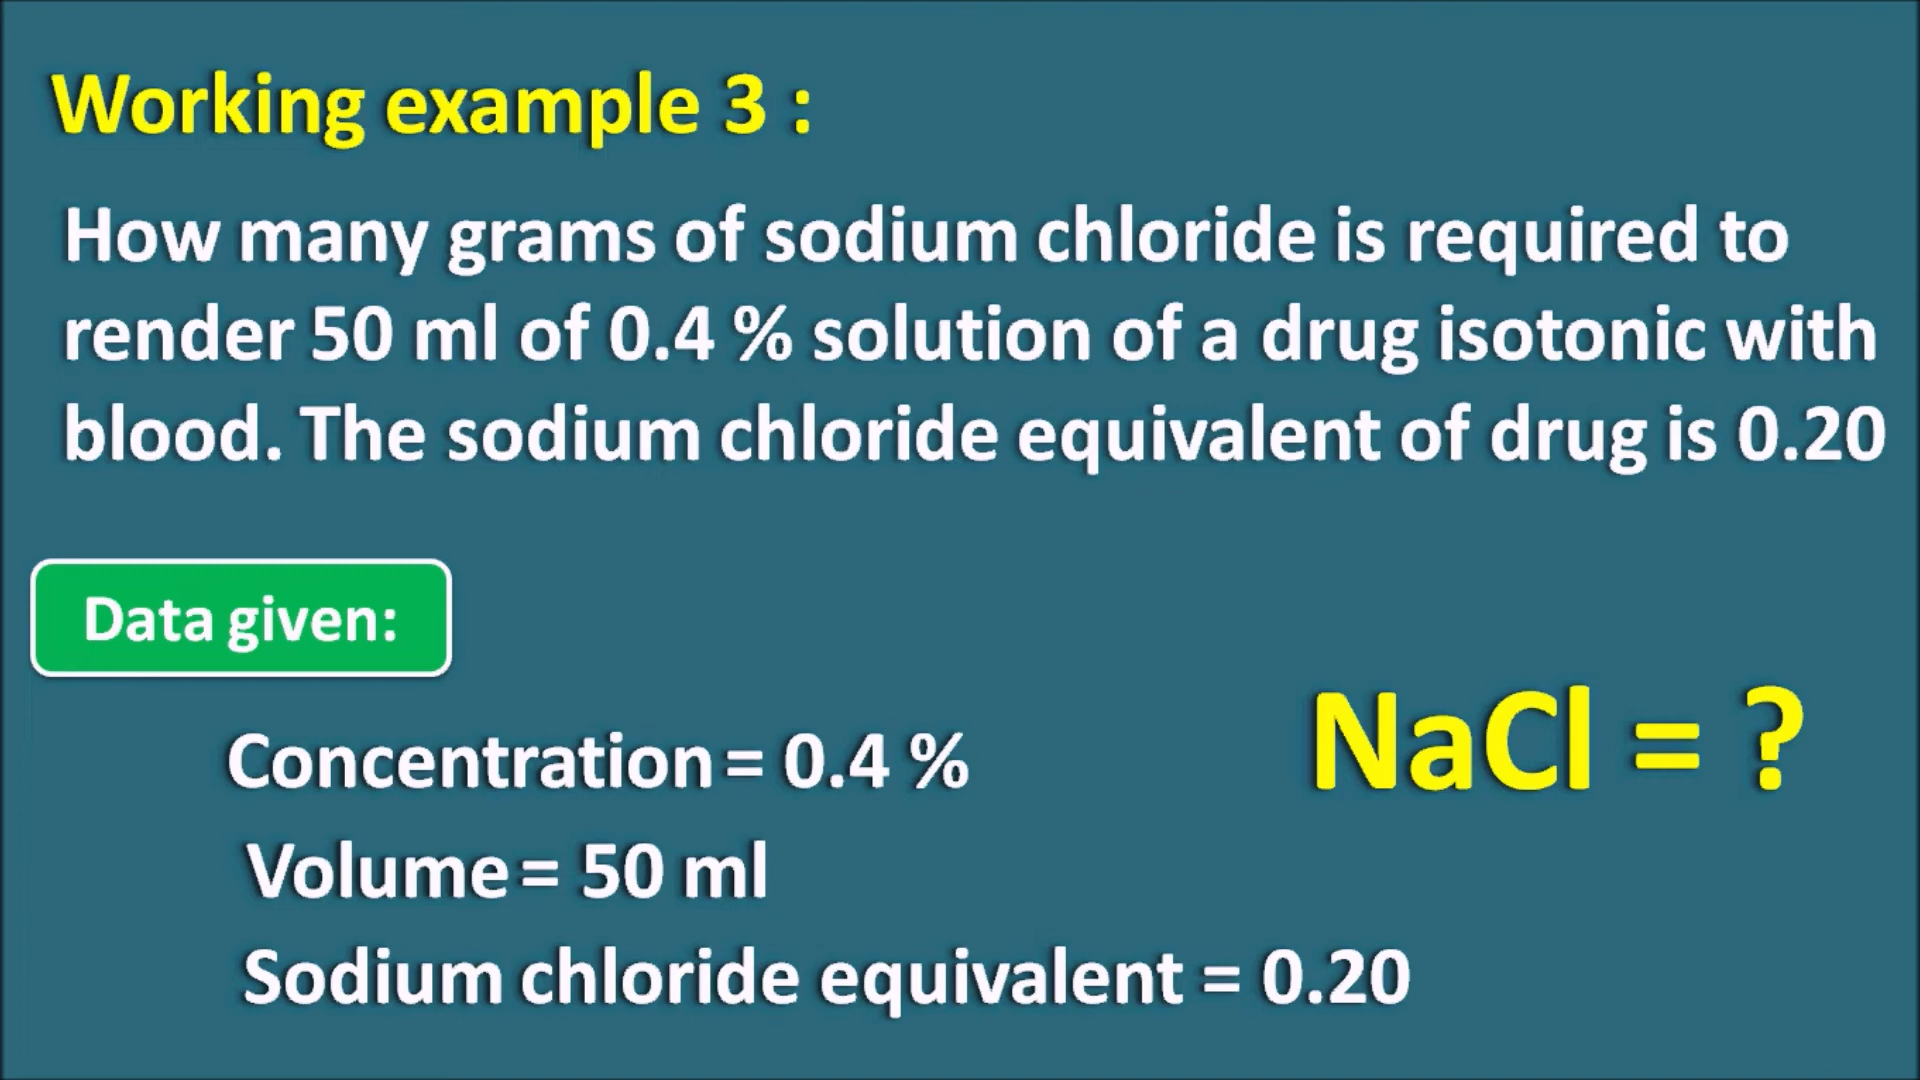 Working example 3 :
How many grams of sodium chloride is required to
render 50 ml of 0.4 % solution of a drug isotonic with
blood. The sodium chloride equivalent of drug is 0.20
Data given:
Concentration = 0.4 %
NaCl = ?
Volume = 50 ml
Sodium chloride equivalent = 0.20